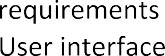 requirements
User interface